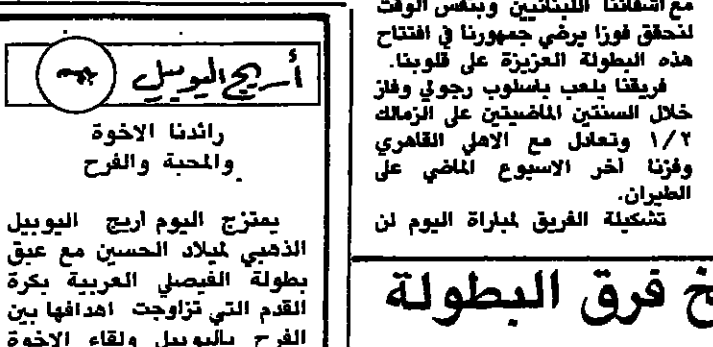 مع اشقائنا اللبنانيين وبنفس الوقت
لنحقق فوزا يرضي جمهورنا في افتتاح
هذه البطولة العزيزة على قلوبنا.
فريقنا يلعب باسلوب رجولي وفاز
خلال السنتين الماضيتين على الزمالك
١/٢ وتعادل مع الاهلي القاهري
وفزنا آخر الاسبوع الماضي على
الطيران.
تشكيلة الفريق لمباراة اليوم لن
خ فرق البطولة
أريج اليوبيل
رائدنا الاخوة
والمحبة والفرح
يمتزج اليوم اريج اليوبيل
الذهبي لميلاد الحسين مع عبق
بطولة الفيصلي العربية بكرة
القدم التي تزاوجت اهدافها بين
الفرح باليوبيل ولقاء الاخوة